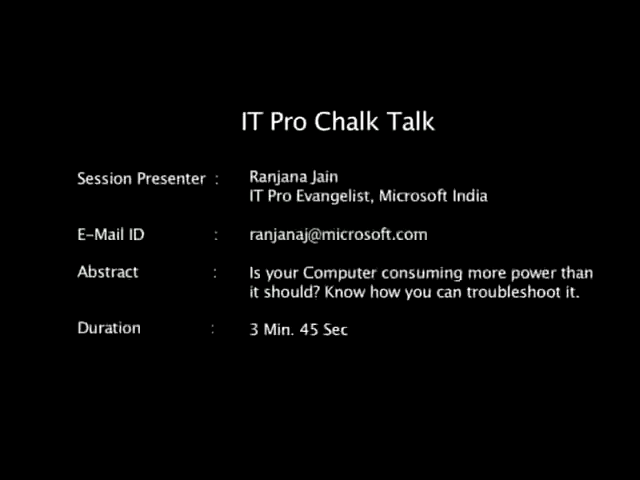 IT Pro Chalk Talk
Session Presenter : Ranjana Jain
IT Pro Evangelist, Microsoft India
E-Mail ID : ranjanaj@microsoft.com
Abstract : Is your Computer consuming more power than
it should? Know how you can troubleshoot it.
Duration : 3 Min. 45 Sec